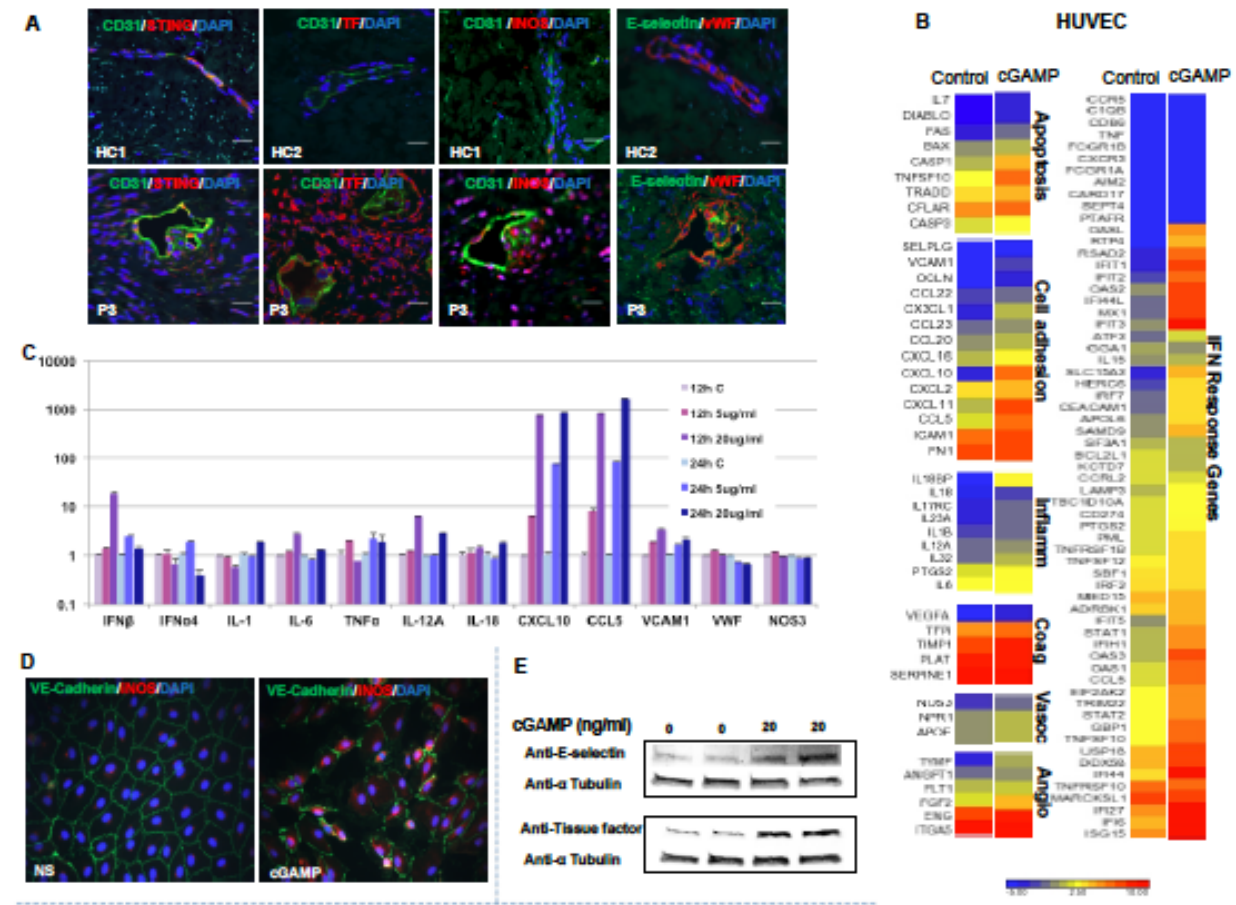 A
CD31/STING/DAPI
HC1
CD31/TF/DAPI
HC2
CD31/INOS/DAPI
HC1
E-selectin/vWF/DAPI
HC2
CD31/STING/DAPI
P3
CD31/TF/DAPI
P3
CD31/INOS/DAPI
P3
E-selectin/vWF/DAPI
P3
B
HUVEC
Control cGAMP
IL7
DIABLO
FAS
BAX
CASP1
TNFSF10
TRADD
CFLAR
CASP3
Apoptosis
SELPLG
VCAM1
OCLN
CCL22
CX3CL1
CCL23
CCL20
CXCL16
CXCL10
CXCL2
CXCL11
CCL5
ICAM1
FN1
Cell adhesion
IL18BP
IL18
IL17RC
IL23A
IL1B
IL12A
IL32
PTGS2
IL6
Inflamm
VEGFA
TFPI
TIMP1
PLAT
SERPINE1
Coag
NOS3
NPR1
APOE
Vasoc
TYMP
ANGPT1
FLT1
FGF2
ENG
ITGA5
Angio
Control cGAMP
CCR5
C1QB
CD86
TNF
FCGR1B
CXCR3
FCGR1A
AIM2
CARD17
SEPT4
PTAFR
OASL
RTP4
RSAD2
IFIT1
IFIT2
OAS2
IFI44L
MX1
IFIT3
ATF3
GGA1
IL15
SLC15A3
HERC6
IRF7
CEACAM1
APOL6
SAMD9
SF3A1
BCL2L1
KCTD7
CCRL2
LAMP3
TBC1D10A
CD274
PTGS2
PML
TNFRSF1B
TNFSF12
SBF1
IRF2
MED15
ADRBK1
IFIT5
STAT1
IFIH1
OAS3
OAS1
CCL5
EIF2AK2
TRIM22
STAT2
GBP1
TNFSF10
USP18
DDX58
IFI44
TNFRSF10
MARCKSL1
IFI27
IFI6
ISG15
IFN Response Genes
2.50 10.00
C
10000
1000
100
10
1
0.1
12h C
12h 5ug/ml
12h 20ug/ml
24h C
24h 5ug/ml
24h 20ug/ml
IFNβ IFNα4 IL-1 IL-6 TNFα IL-12A IL-18 CXCL10 CCL5 VCAM1 VWF NOS3
D
VE-Cadherin/INOS/DAPI
NS
VE-Cadherin/INOS/DAPI
cGAMP
E
cGAMP (ng/ml) 0 0 20 20
Anti-E-selectin
Anti-α Tubulin
Anti-Tissue factor
Anti-α Tubulin